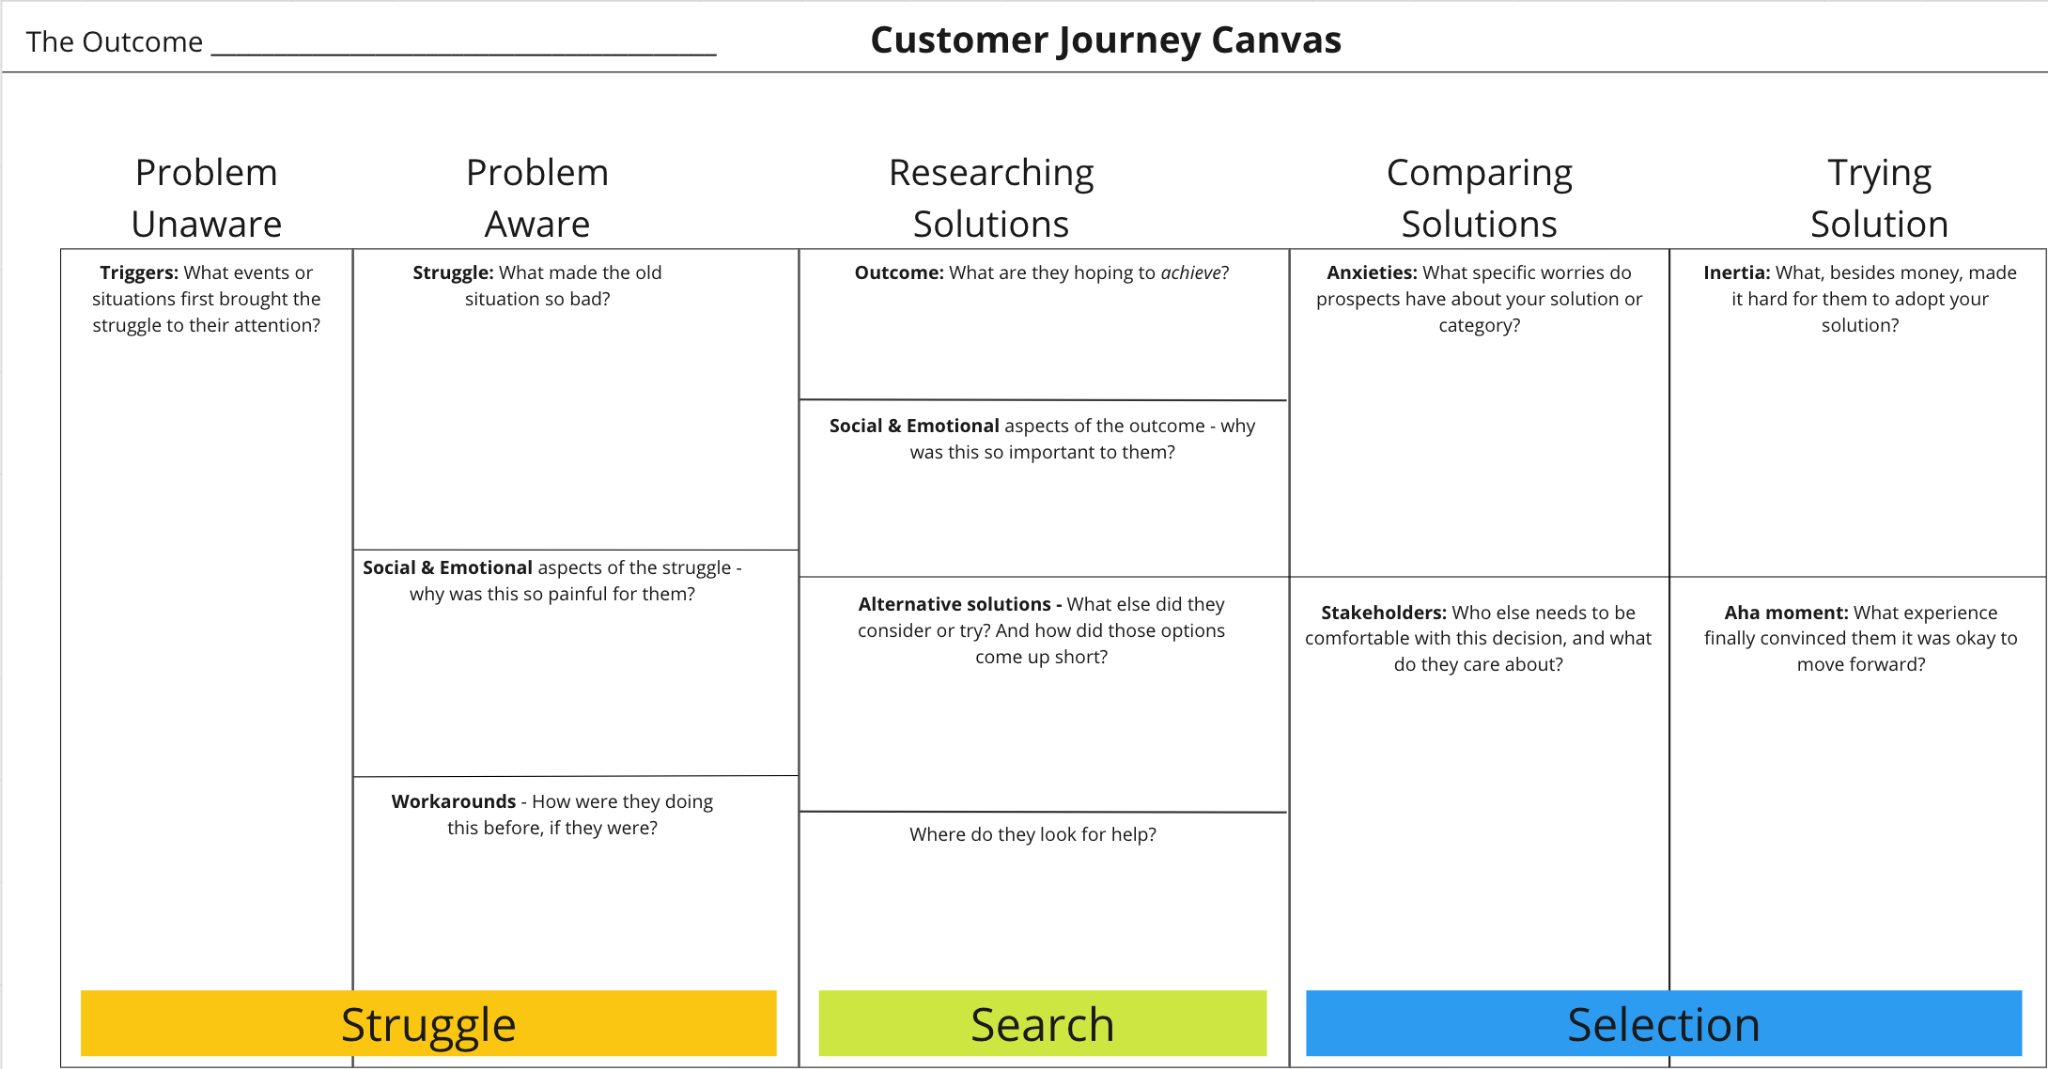 The Outcome ___________________________________
Customer Journey Canvas
Problem
Unaware
Problem
Aware
Researching
Solutions
Comparing
Solutions
Trying
Solution
Triggers: What events or
situations first brought the
struggle to their attention?
Struggle: What made the old
situation so bad?
Social & Emotional aspects of the struggle -
why was this so painful for them?
Workarounds - How were they doing
this before, if they were?
Outcome: What are they hoping to achieve?
Social & Emotional aspects of the outcome - why
was this so important to them?
Alternative solutions - What else did they
consider or try? And how did those options
come up short?
Where do they look for help?
Anxieties: What specific worries do
prospects have about your solution or
category?
Stakeholders: Who else needs to be
comfortable with this decision, and what
do they care about?
Inertia: What, besides money, made
it hard for them to adopt your
solution?
Aha moment: What experience
finally convinced them it was okay to
move forward?
Struggle
Search
Selection